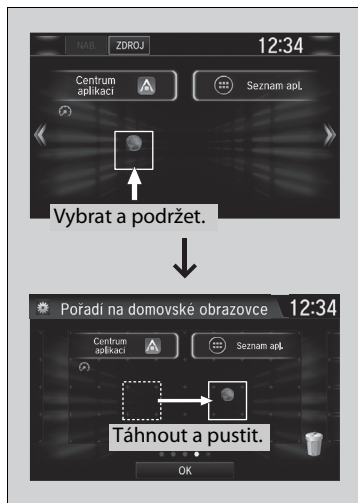 NAB. ZDROJ 12:34
Centrum aplikací
Seznam apl.
Vybrat a podržet.
Pořadí na domovské obrazovce 12:34
Centrum aplikací
Seznam apl.
Táhnout a pustit.
OK